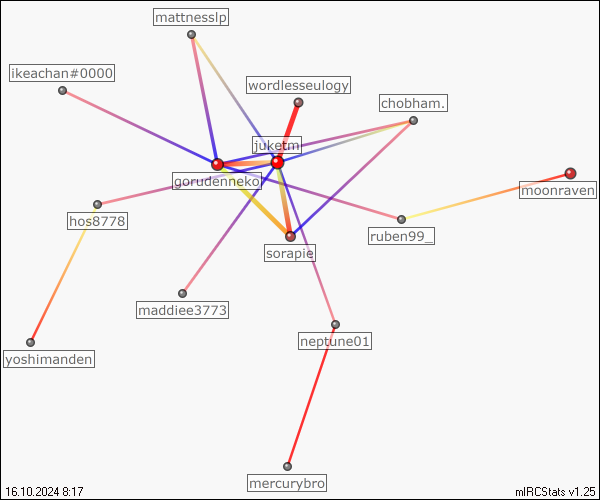 mattnesslp
ikeachan#0000
wordlesseulogy
chobham.
juketm
gorudenneko
moonraven
hos8778
ruben99_
sorapie
maddiee3773
neptune01
yoshimanden
mercurybro
16.10.2024 8:17
mIRCStats v1.25